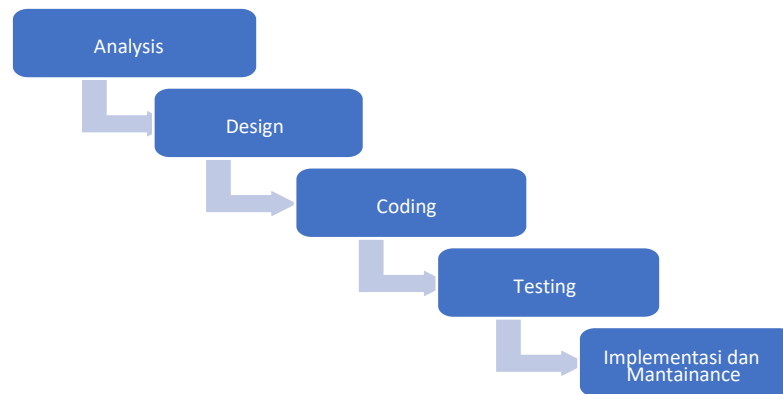 Analysis
Design
Coding
Testing
Implementasi dan
Mantainance